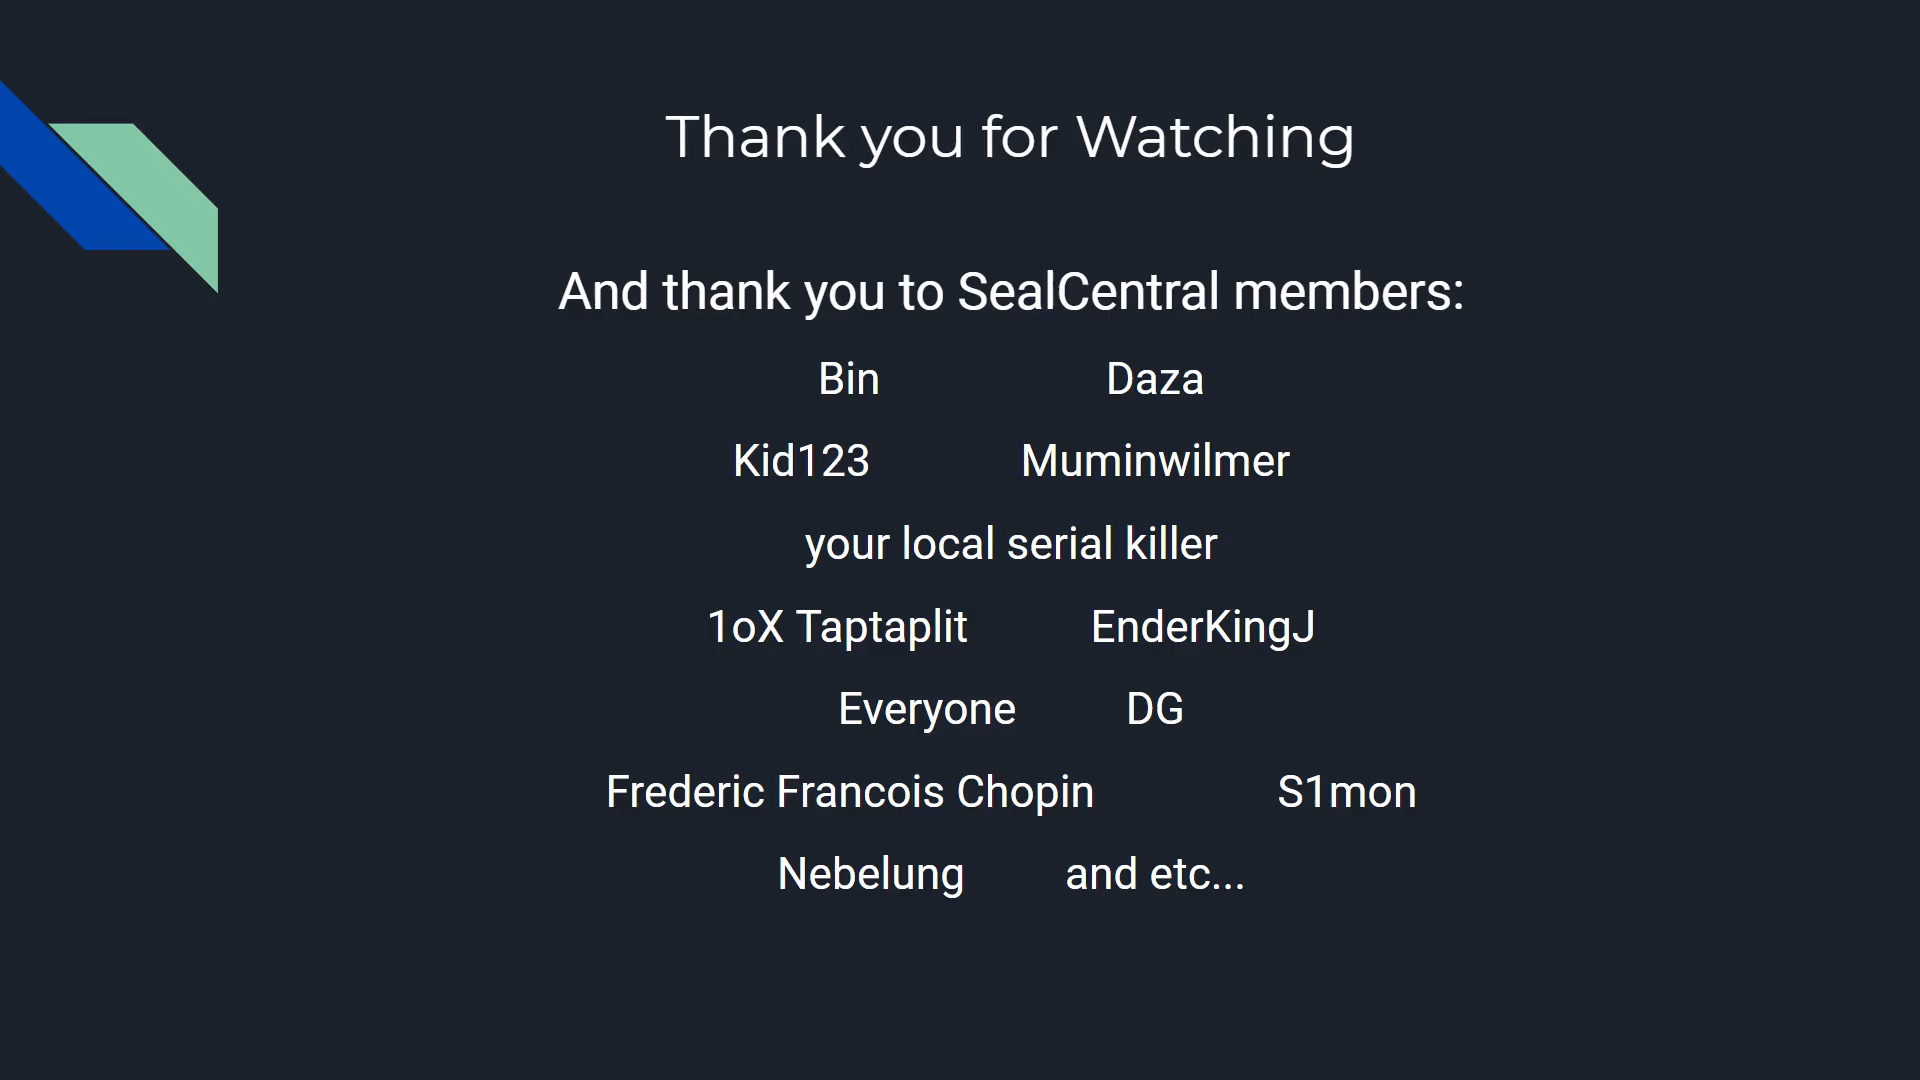 Thank you for Watching
And thank you to SealCentral members:
Bin Daza
Kid123 Muminwilmer
your local serial killer
1oX Taptaplit EnderKingJ
Everyone DG
Frederic Francois Chopin S1mon
Nebelung and etc...